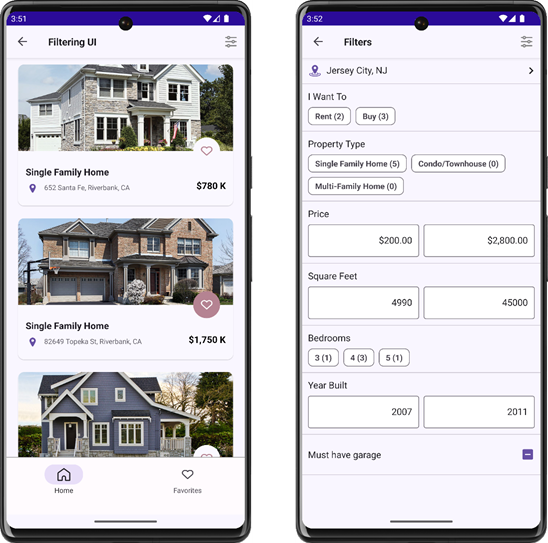 3:51
Filtering UI
Single Family Home
652 Santa Fe, Riverbank, CA
$780 K
Single Family Home
82649 Topeka St, Riverbank, CA
$1,750 K
Home
Favorites
3:52
Filters
Jersey City, NJ
I Want To
Rent (2)
Buy (3)
Property Type
Single Family Home (5)
Condo/Townhouse (0)
Multi-Family Home (0)
Price
$200.00
$2,800.00
Square Feet
4990
45000
Bedrooms
3 (1)
4 (3)
5 (1)
Year Built
2007
2011
Must have garage